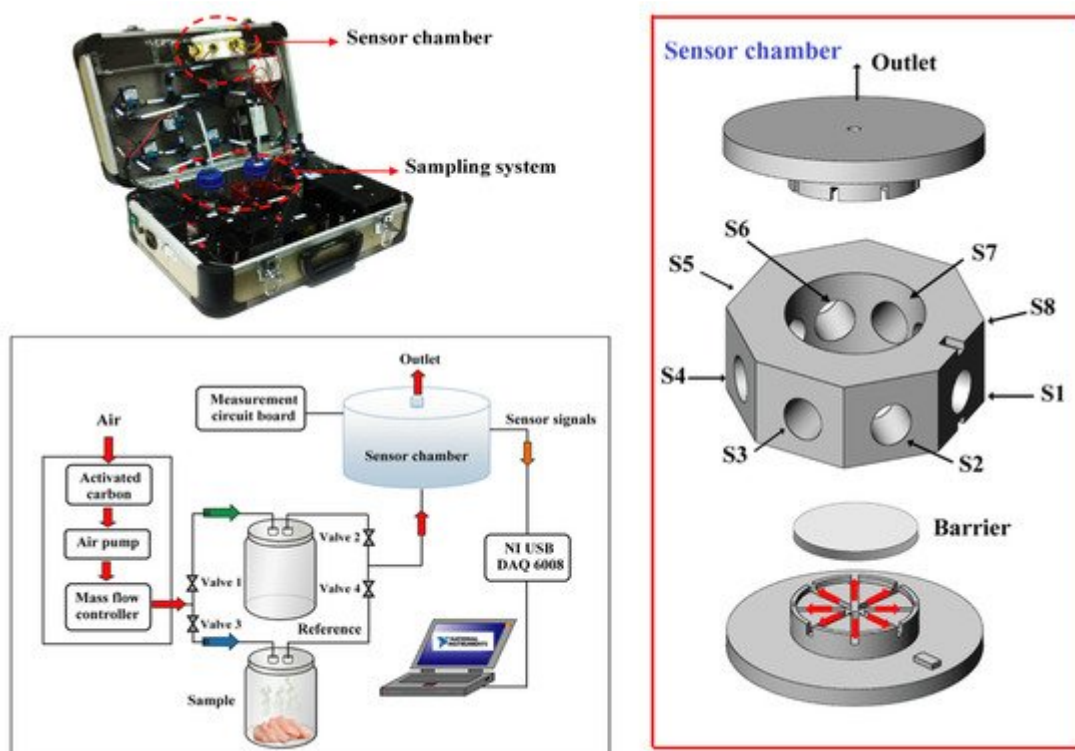 Sensor chamber
Sampling system
Outlet
Measurement
circuit board
Air
Sensor signals
Sensor chamber
Activated
carbon
Air pump
Mass flow
controller
Valve 1
Valve 2
Valve 3
Valve 4
NI USB
DAQ 6008
Reference
Sample
NATIONAL
INSTRUMENTS
Sensor chamber
Outlet
S6
S7
S5
S8
S4
S1
S3
S2
Barrier